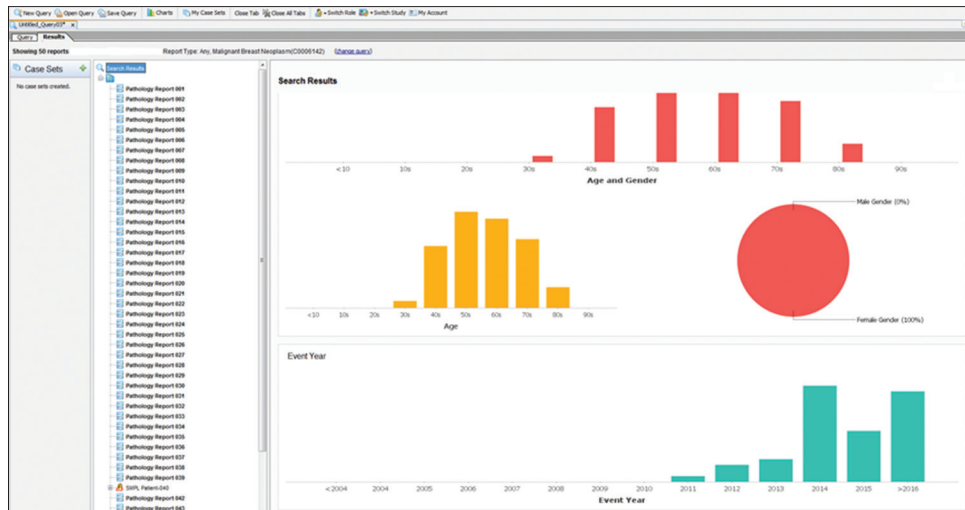 New Query Open Query Save Query Charts My Case Sets Close Tab Close All Tabs Switch Role Switch Study My Account
Untitled_Query03* x
Query Results
Showing 50 reports Report Type: Any, Malignant Breast Neoplasm(C0006142) (change query)
Case Sets
No case sets created.
Search Results
Pathology Report 001
Pathology Report 002
Pathology Report 003
Pathology Report 004
Pathology Report 005
Pathology Report 006
Pathology Report 007
Pathology Report 008
Pathology Report 009
Pathology Report 010
Pathology Report 011
Pathology Report 012
Pathology Report 013
Pathology Report 014
Pathology Report 015
Pathology Report 016
Pathology Report 017
Pathology Report 018
Pathology Report 019
Pathology Report 020
Pathology Report 021
Pathology Report 022
Pathology Report 023
Pathology Report 024
Pathology Report 025
Pathology Report 026
Pathology Report 027
Pathology Report 028
Pathology Report 029
Pathology Report 030
Pathology Report 031
Pathology Report 032
Pathology Report 033
Pathology Report 034
Pathology Report 035
Pathology Report 036
Pathology Report 037
Pathology Report 038
Pathology Report 039
SWPL Patient-040
Pathology Report 042
Pathology Report 043
Search Results
<10 10s 20s 30s 40s 50s 60s 70s 80s 90s
Age and Gender
Male Gender (0%)
Female Gender (100%)
<10 10s 20s 30s 40s 50s 60s 70s 80s 90s
Age
Event Year
<2004 2004 2005 2006 2007 2008 2009 2010 2011 2012 2013 2014 2015 >2016
Event Year